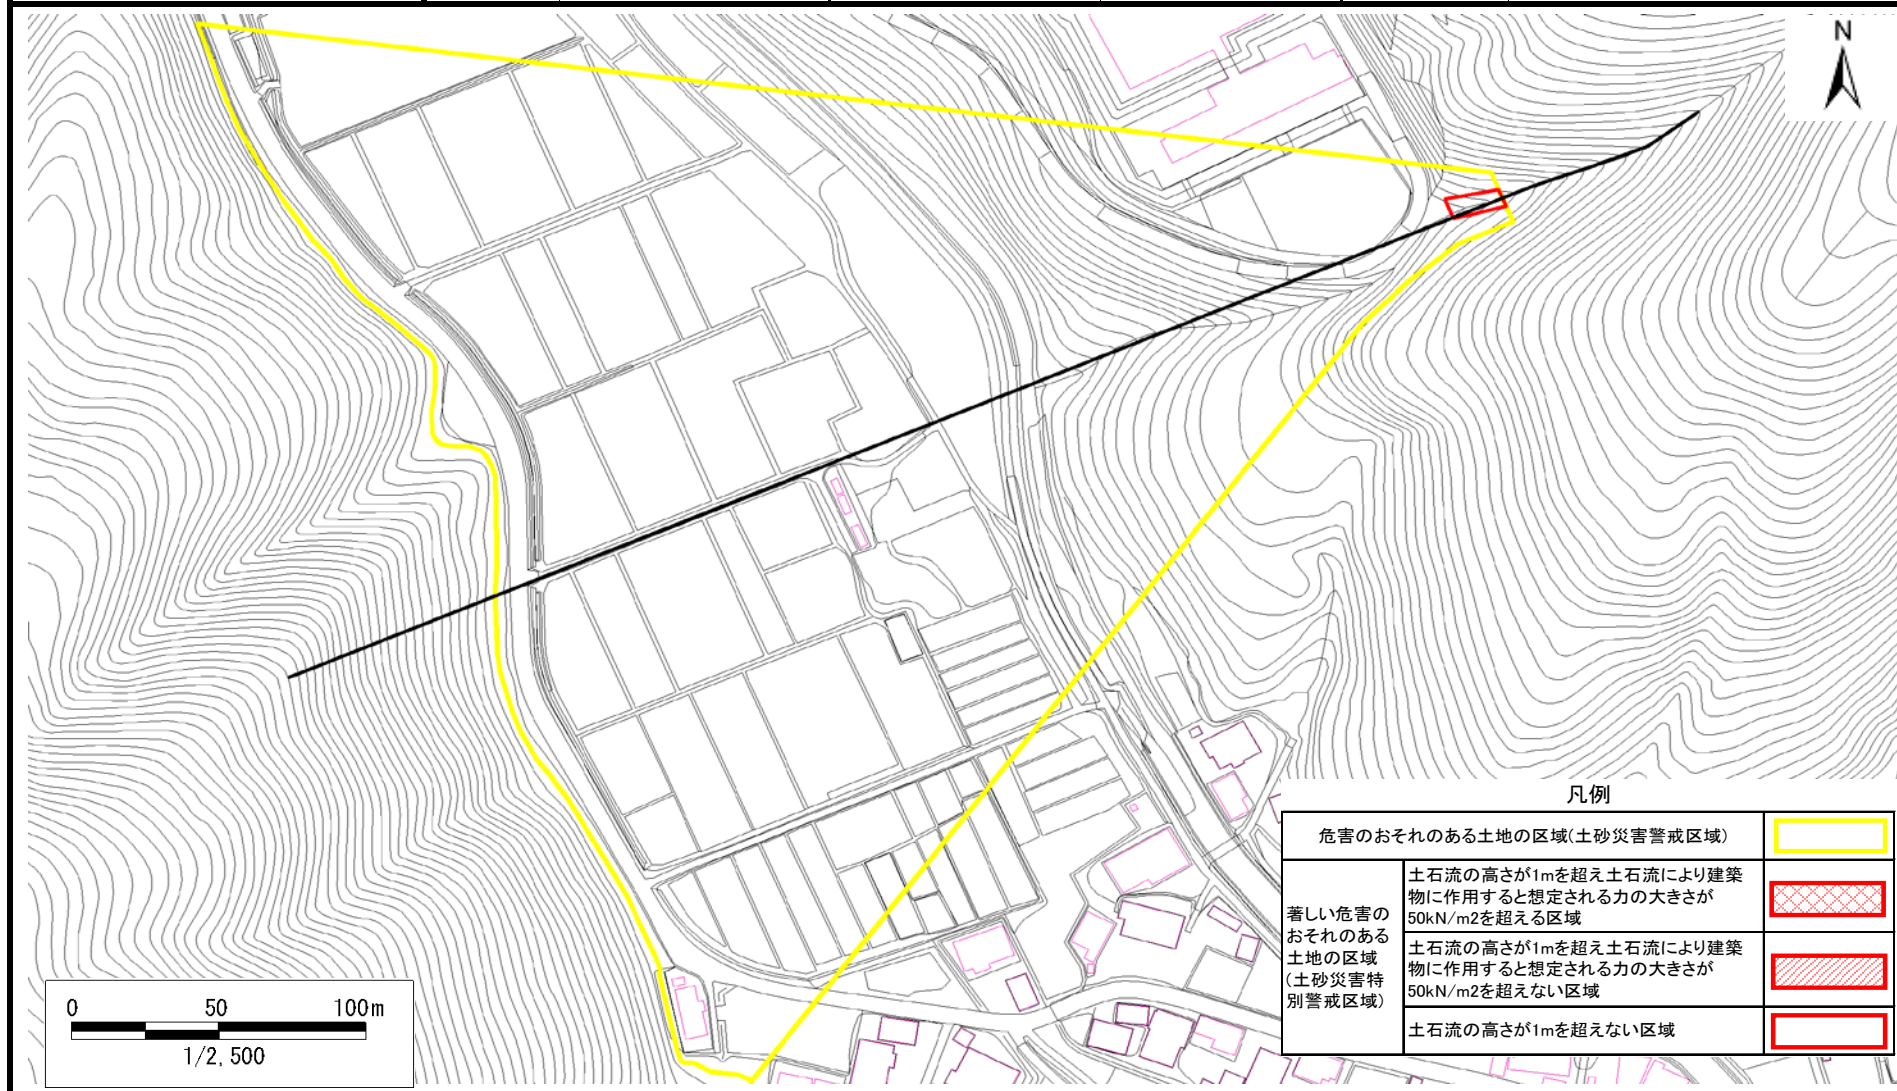 N
凡例
危害のおそれのある土地の区域(土砂災害警戒区域)
著しい危害の
おそれのある
土地の区域
(土砂災害特
別警戒区域)
土石流の高さが1mを超え土石流により建築
物に作用すると想定される力の大きさが
50kN/m2を超える区域
土石流の高さが1mを超え土石流により建築
物に作用すると想定される力の大きさが
50kN/m2を超えない区域
土石流の高さが1mを超えない区域
0 50 100m
1/2,500